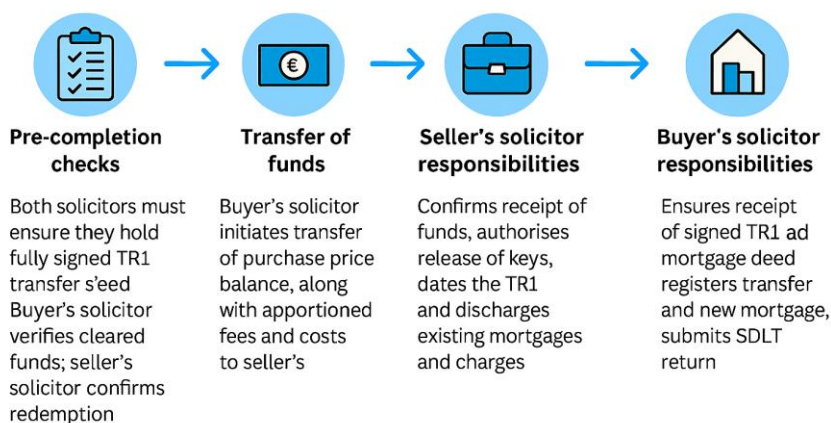 €
Pre-completion
checks
Both solicitors must
ensure they hold
fully signed TR1
transfer s'eed
Buyer's solicitor
verifies cleared
funds; seller's
solicitor confirms
redemption
Transfer of
funds
Buyer's solicitor
initiates transfer
of purchase price
balance, along
with apportioned
fees and costs
to seller's
Seller's solicitor
responsibilities
Confirms receipt of
funds, authorises
release of keys,
dates the TR1
and discharges
existing mortgages
and charges
Buyer's solicitor
responsibilities
Ensures receipt
of signed TR1 ad
mortgage deed
registers transfer
and new mortgage,
submits SDLT
return